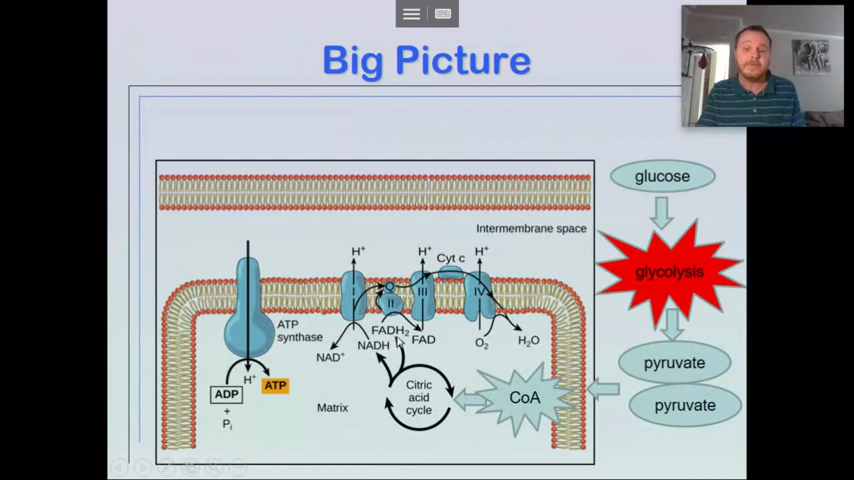 Big Picture
glucose
Intermembrane space
H+
H+
Cyt c
H+
glycolysis
Q
I
II
III
IV
ATP
synthase
FADH2
FAD
NADH
NAD+
O2
H2O
pyruvate
H+
ATP
ADP
+
Pi
Matrix
Citric
acid
cycle
CoA
pyruvate